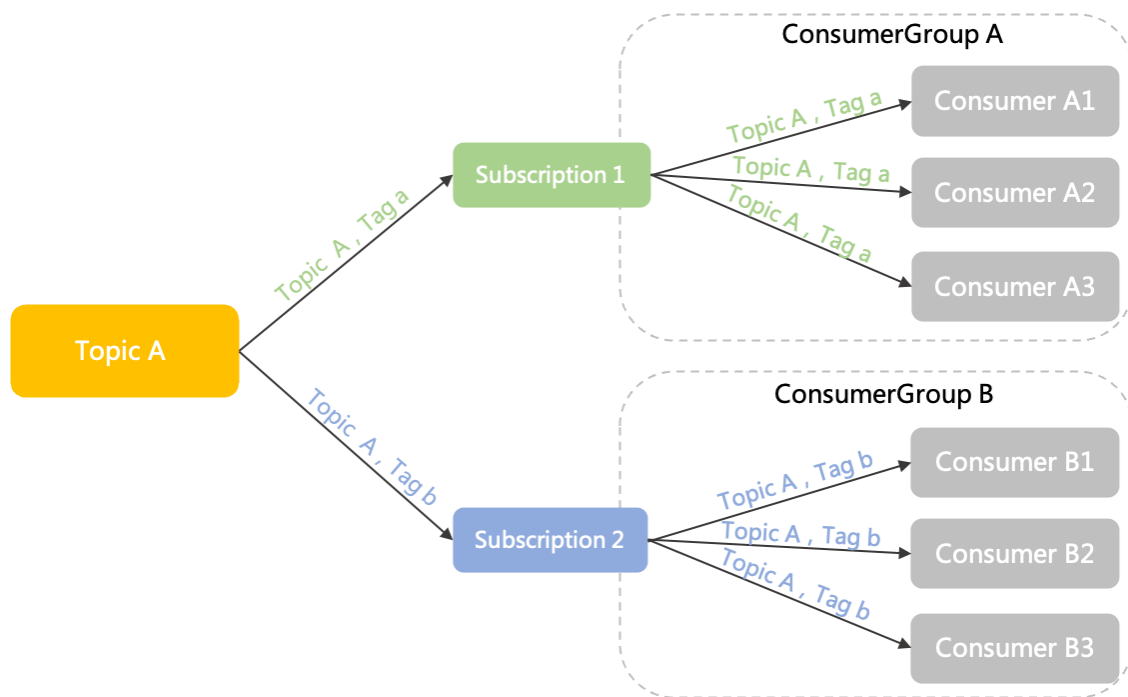 ConsumerGroup A
Topic A , Tag a
Consumer A1
Topic A , Tag a
Consumer A2
Subscription 1
Topic A , Tag a
Consumer A3
Topic A , Tag a
Topic A
ConsumerGroup B
Topic A , Tag b
Topic A , Tag b
Consumer B1
Subscription 2
Topic A , Tag b
Consumer B2
Topic A , Tag b
Consumer B3